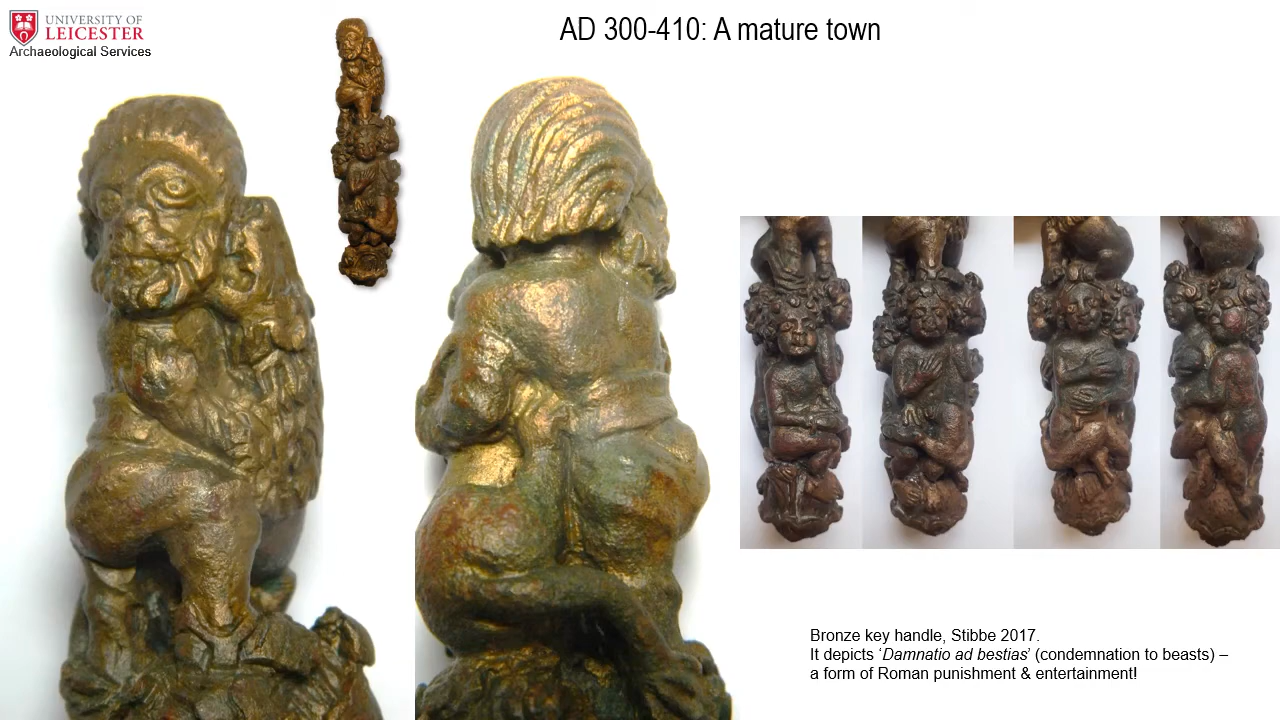 UNIVERSITY OF
LEICESTER
Archaeological Services
AD 300-410: A mature town
Bronze key handle, Stibbe 2017.
It depicts ‘Damnatio ad bestias’ (condemnation to beasts) –
a form of Roman punishment & entertainment!